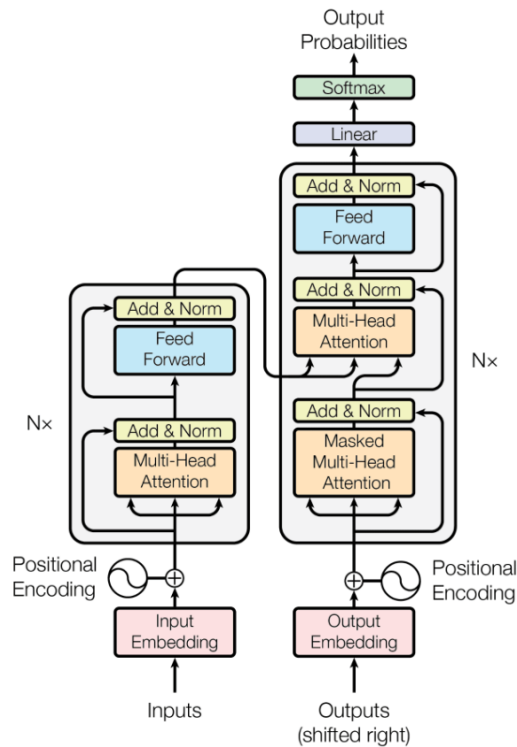 Output
Probabilities
Softmax
Linear
Add & Norm
Feed
Forward
Add & Norm
Multi-Head
Attention
Add & Norm
Masked
Multi-Head
Attention
N×
Add & Norm
Feed
Forward
Add & Norm
Multi-Head
Attention
N×
Positional
Encoding
Positional
Encoding
Input
Embedding
Output
Embedding
Inputs
Outputs
(shifted right)